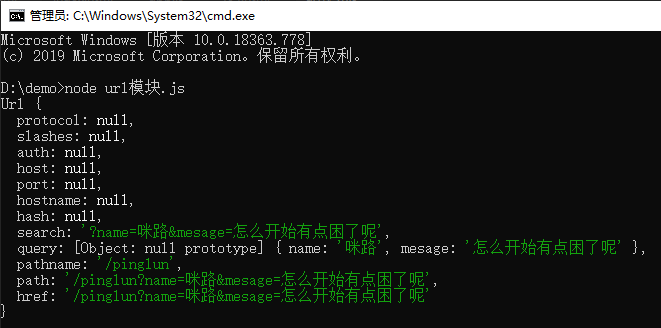 管理员: C:\Windows\System32\cmd.exe
Microsoft Windows [版本 10.0.18363.778]
(c) 2019 Microsoft Corporation。保留所有权利。
D:\demo>node url模块.js
Url {
  protocol: null,
  slashes: null,
  auth: null,
  host: null,
  port: null,
  hostname: null,
  hash: null,
  search: '?name=咪路&mesage=怎么开始有点困了呢',
  query: [Object: null prototype] { name: '咪路', mesage: '怎么开始有点困了呢' },
  pathname: '/pinglun',
  path: '/pinglun?name=咪路&mesage=怎么开始有点困了呢',
  href: '/pinglun?name=咪路&mesage=怎么开始有点困了呢'
}